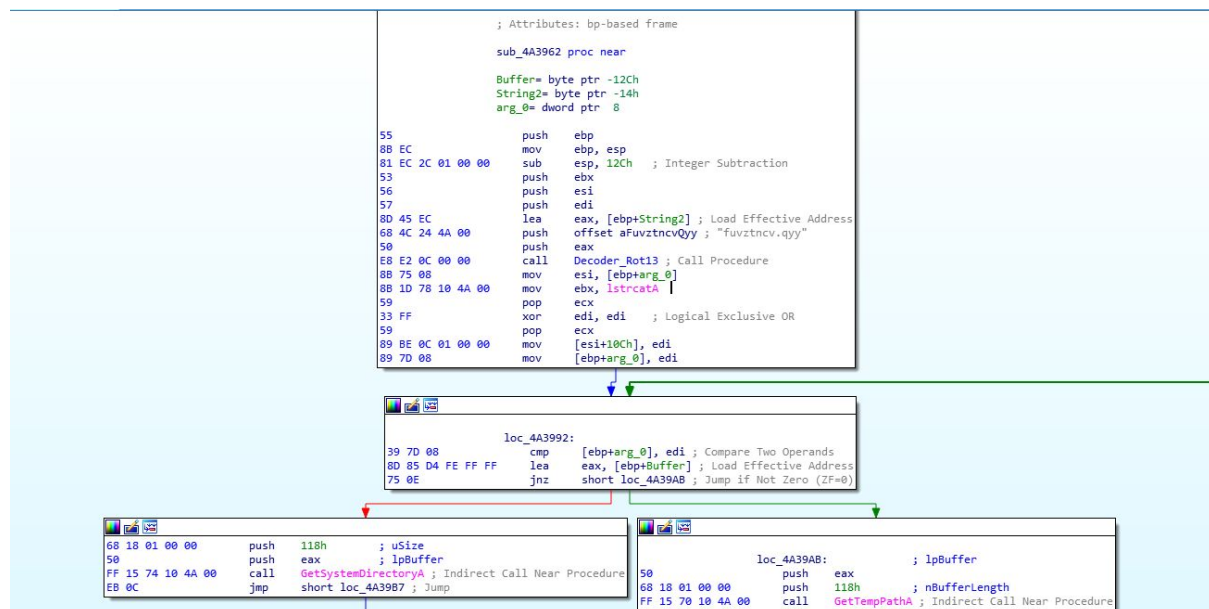 ; Attributes: bp-based frame
sub_4A3962 proc near
Buffer= byte ptr -12Ch
String2= byte ptr -14h
arg_0= dword ptr  8
55 push ebp
8B EC mov ebp, esp
81 EC 2C 01 00 00 sub esp, 12Ch ; Integer Subtraction
53 push ebx
56 push esi
57 push edi
8D 45 EC lea eax, [ebp+String2] ; Load Effective Address
68 4C 24 4A 00 push offset aFuvztncvQyy ; "fuvztncv.qyy"
50 push eax
E8 E2 0C 00 00 call Decoder_Rot13 ; Call Procedure
8B 75 08 mov esi, [ebp+arg_0]
8B 1D 78 10 4A 00 mov ebx, lstrcatA
59 pop ecx
33 FF xor edi, edi ; Logical Exclusive OR
59 pop ecx
89 BE 0C 01 00 00 mov [esi+10Ch], edi
89 7D 08 mov [ebp+arg_0], edi
loc_4A3992:
39 7D 08 cmp [ebp+arg_0], edi ; Compare Two Operands
8D 85 D4 FE FF FF lea eax, [ebp+Buffer] ; Load Effective Address
75 0E jnz short loc_4A39AB ; Jump if Not Zero (ZF=0)
68 18 01 00 00 push 118h ; uSize
50 push eax ; lpBuffer
FF 15 74 10 4A 00 call GetSystemDirectoryA ; Indirect Call Near Procedure
EB 0C jmp short loc_4A39B7 ; Jump
loc_4A39AB: ; lpBuffer
50 push eax
68 18 01 00 00 push 118h ; nBufferLength
FF 15 70 10 4A 00 call GetTempPathA ; Indirect Call Near Procedure